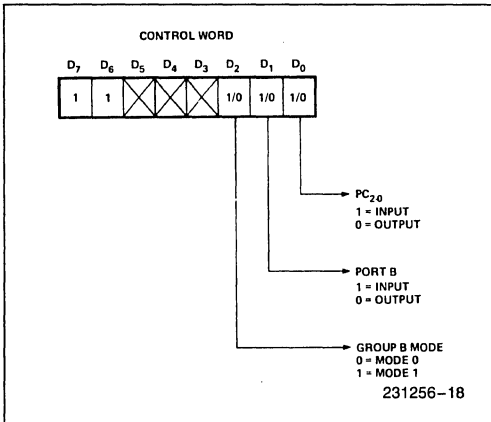 CONTROL WORD
D7 D6 D5 D4 D3 D2 D1 D0
1 1 1/0 1/0 1/0
PC2-0
1 = INPUT
0 = OUTPUT
PORT B
1 = INPUT
0 = OUTPUT
GROUP B MODE
0 = MODE 0
1 = MODE 1
231256-18